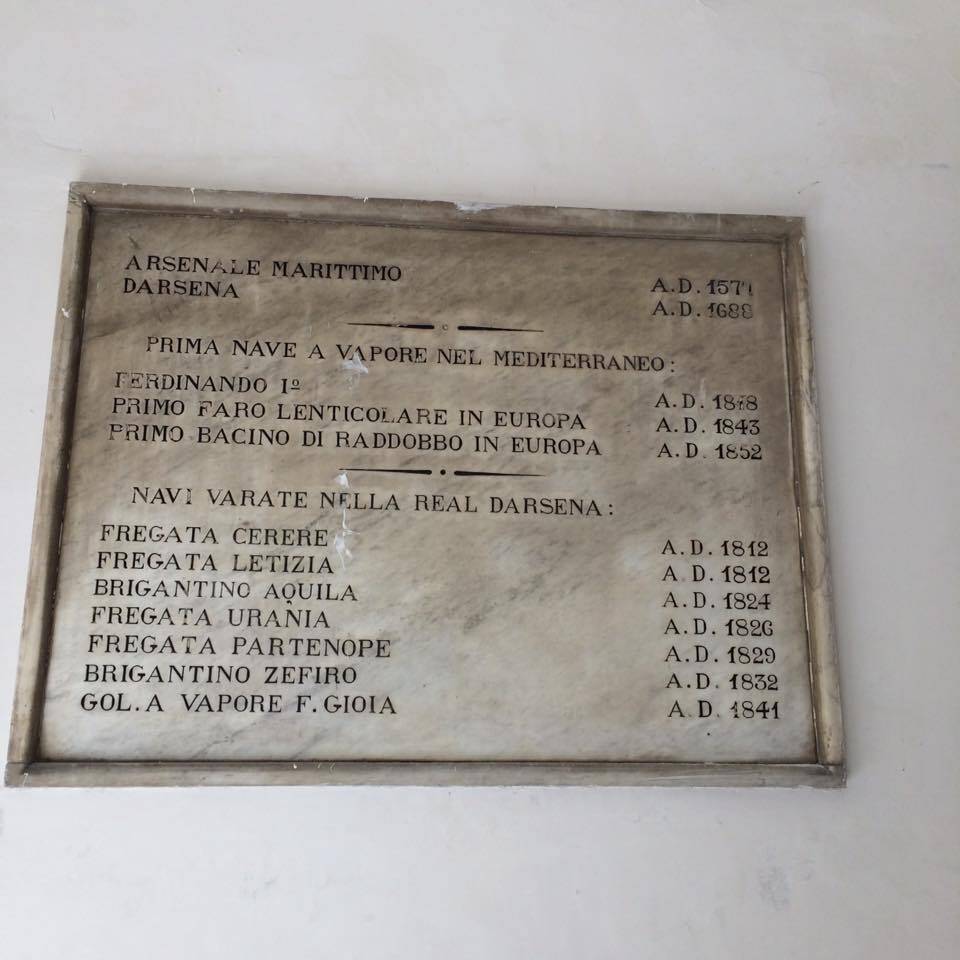 ARSENALE MARITTIMO A.D. 1577
DARSENA A.D. 1688
PRIMA NAVE A VAPORE NEL MEDITERRANEO:
FERDINANDO Iº A.D. 1818
PRIMO FARO LENTICOLARE IN EUROPA A.D. 1843
PRIMO BACINO DI RADDOBBO IN EUROPA A.D. 1852
NAVI VARATE NELLA REAL DARSENA:
FREGATA CERERE A.D. 1812
FREGATA LETIZIA A.D. 1812
BRIGANTINO AQUILA A.D. 1824
FREGATA URANIA A.D. 1826
FREGATA PARTENOPE A.D. 1829
BRIGANTINO ZEFIRO A.D. 1832
GOL. A VAPORE F. GIOIA A.D. 1841